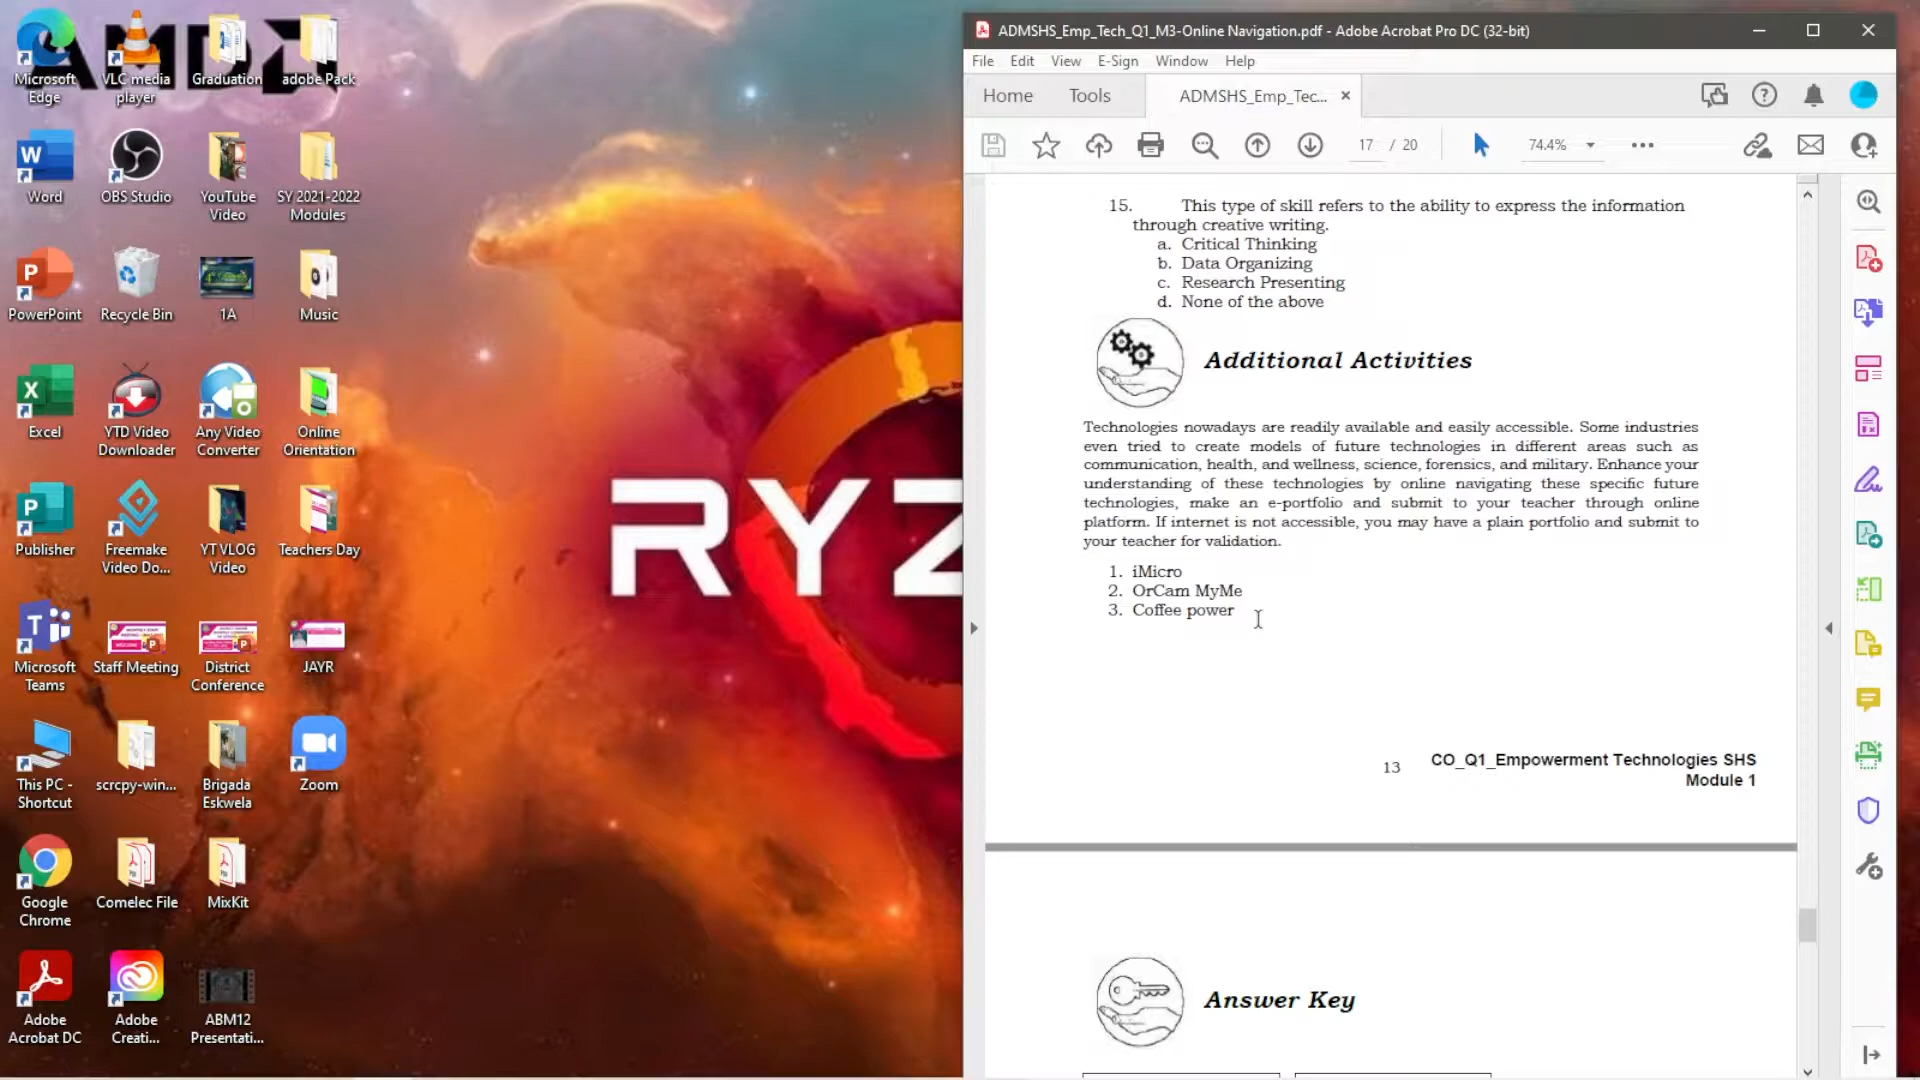 AMD
Microsoft
Edge
VLC media
player
Graduation
adobe Pack
Word
OBS Studio
YouTube
Video
SY 2021-2022
Modules
PowerPoint
Recycle Bin
1A
Music
Excel
YTD Video
Downloader
Any Video
Converter
Online
Orientation
Publisher
Freemake
Video Do...
YT VLOG
Video
Teachers Day
Microsoft
Teams
Staff Meeting
District
Conference
JAYR
This PC -
Shortcut
scrcpy-win...
Brigada
Eskwela
Zoom
Google
Chrome
Comelec File
MixKit
Adobe
Acrobat DC
Adobe
Creati...
ABM12
Presentati...
RYZ
ADMSHS_Emp_Tech_Q1_M3-Online Navigation.pdf - Adobe Acrobat Pro DC (32-bit)
File Edit View E-Sign Window Help
Home Tools ADMSHS_Emp_Tec...
17 / 20 74.4%
15. This type of skill refers to the ability to express the information
through creative writing.
a. Critical Thinking
b. Data Organizing
c. Research Presenting
d. None of the above
Additional Activities
Technologies nowadays are readily available and easily accessible. Some industries
even tried to create models of future technologies in different areas such as
communication, health, and wellness, science, forensics, and military. Enhance your
understanding of these technologies by online navigating these specific future
technologies, make an e-portfolio and submit to your teacher through online
platform. If internet is not accessible, you may have a plain portfolio and submit to
your teacher for validation.
1. iMicro
2. OrCam MyMe
3. Coffee power
13
CO_Q1_Empowerment Technologies SHS
Module 1
Answer Key